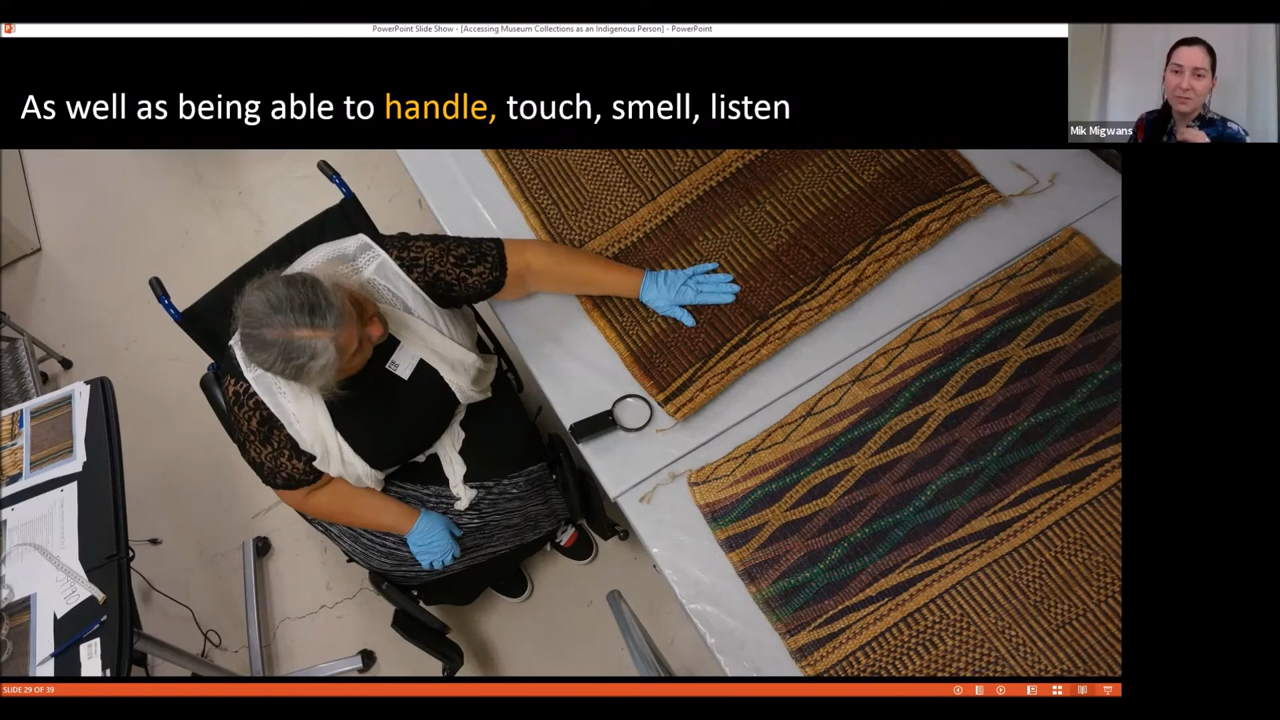 PowerPoint Slide Show - [Accessing Museum Collections as an Indigenous Person] - PowerPoint
As well as being able to handle, touch, smell, listen
Mik Migwans
SLIDE 29 OF 39